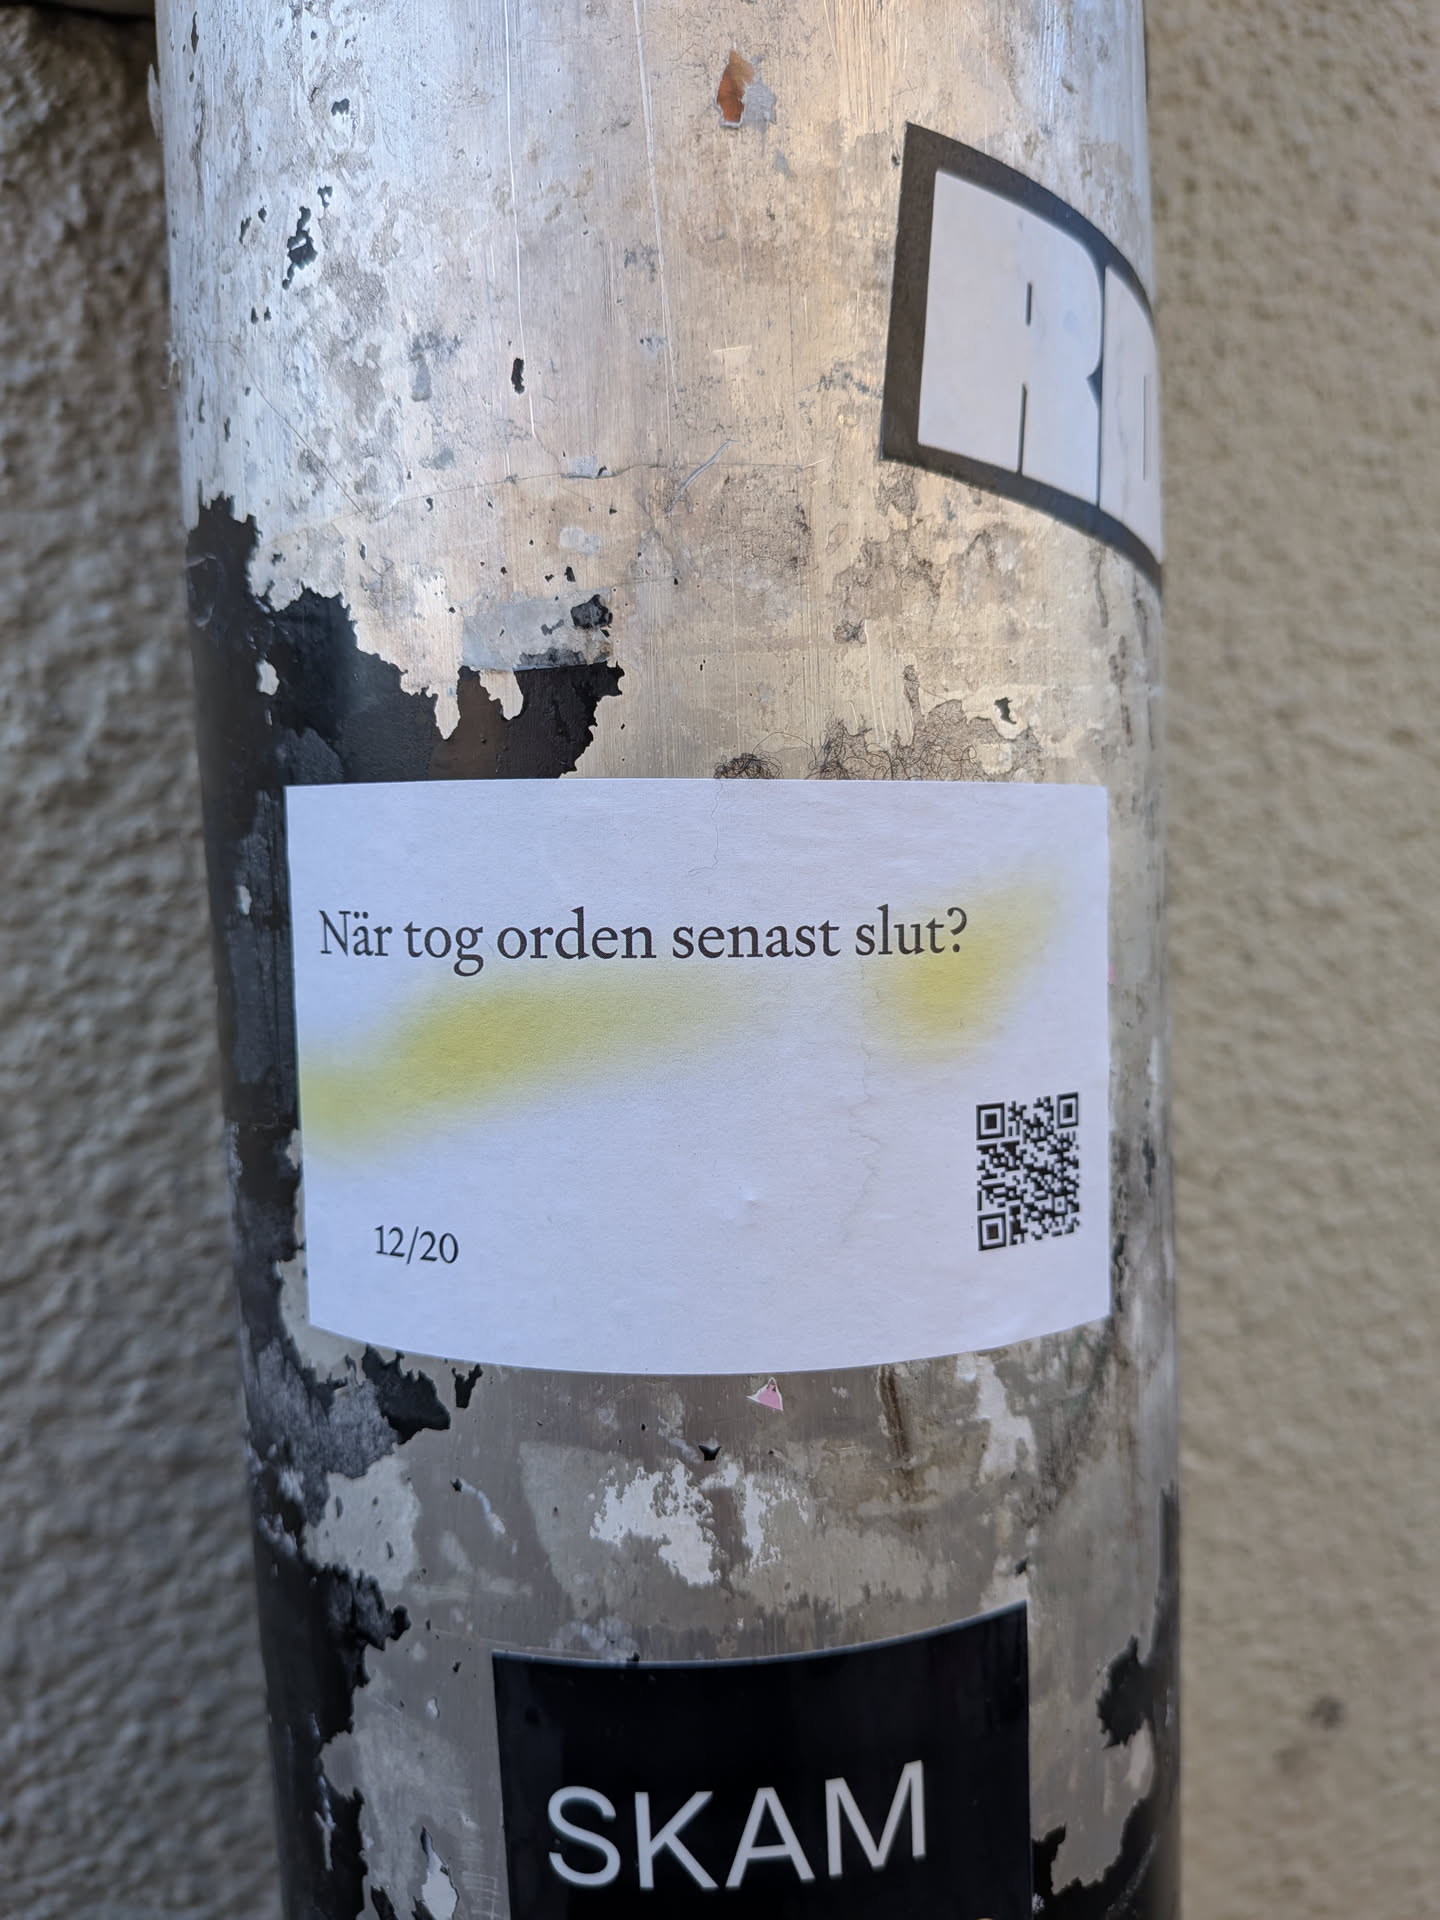 När tog orden senast slut?
12/20
SKAM